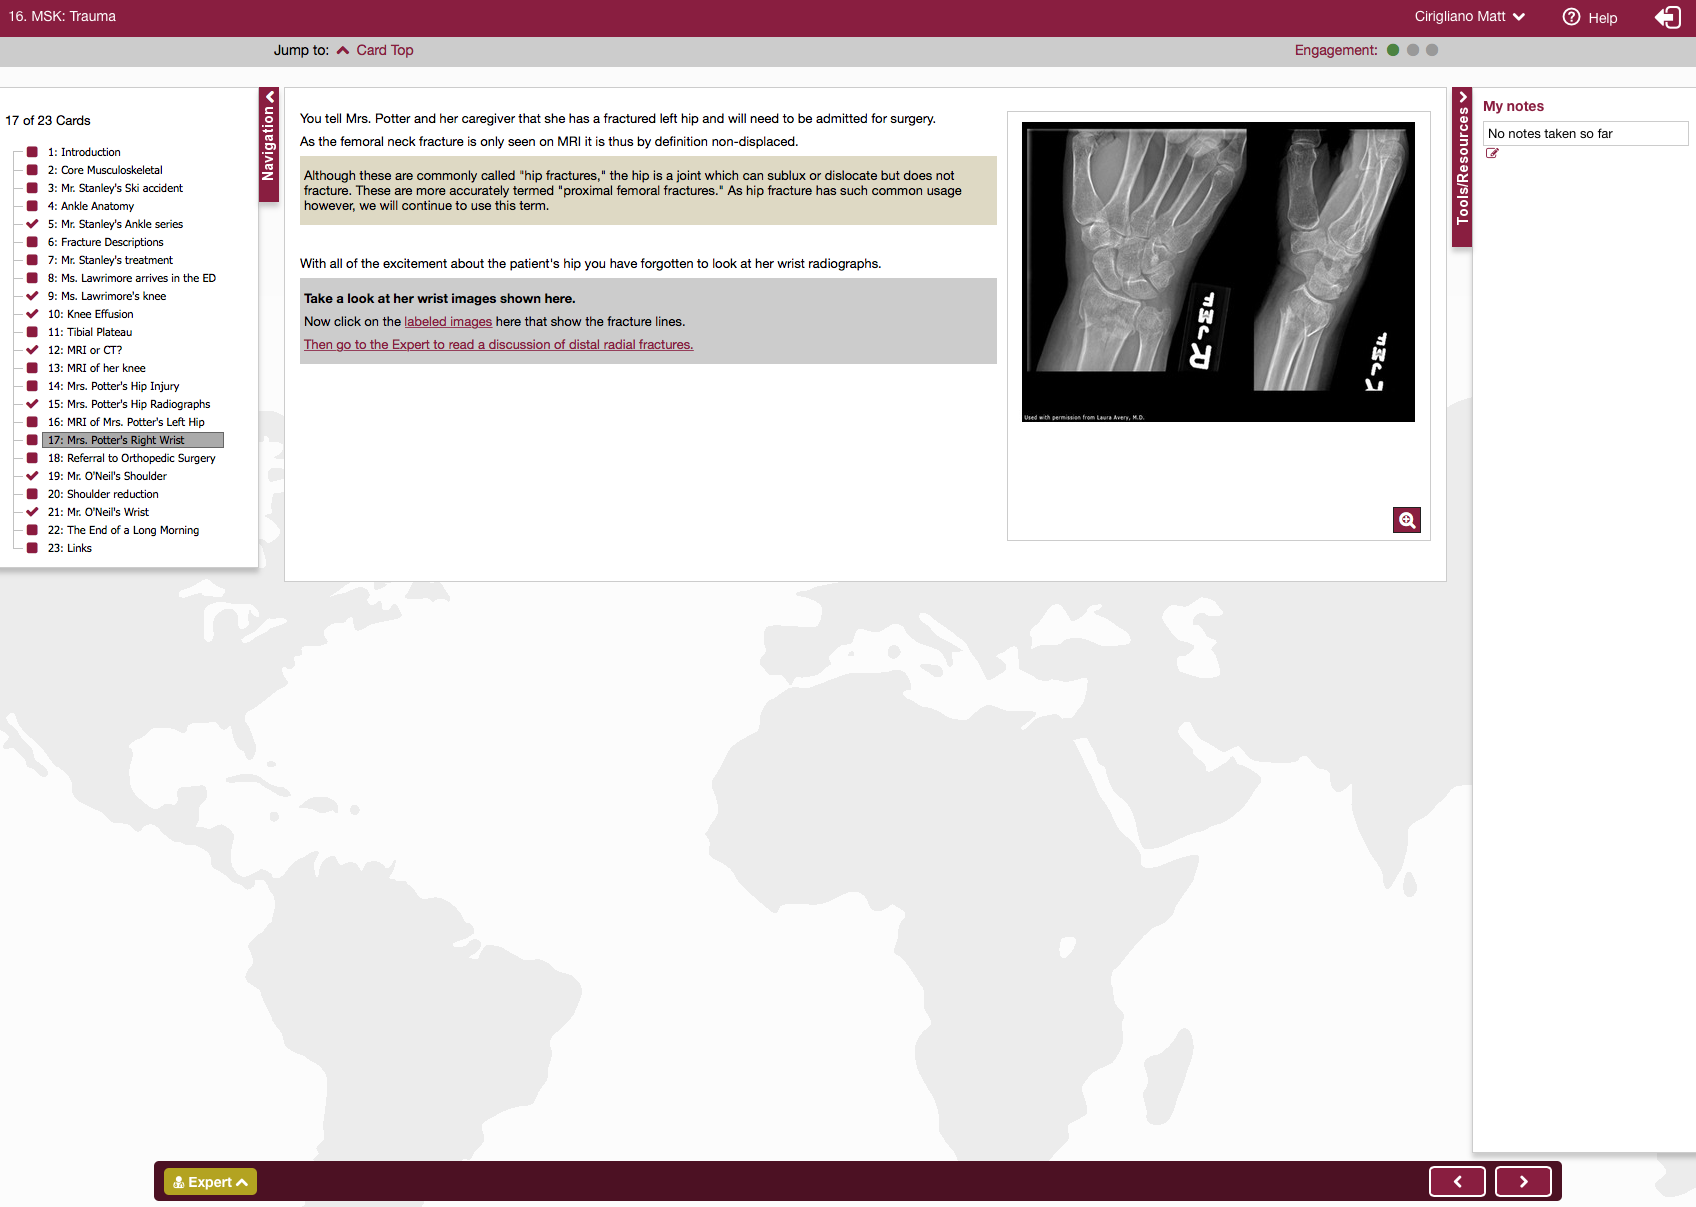 16. MSK: Trauma
Cirigliano Matt
Help
Jump to: Card Top
Engagement:
17 of 23 Cards
1: Introduction
2: Core Musculoskeletal
3: Mr. Stanley's Ski accident
4: Ankle Anatomy
5: Mr. Stanley's Ankle series
6: Fracture Descriptions
7: Mr. Stanley's treatment
8: Ms. Lawrimore arrives in the ED
9: Ms. Lawrimore's knee
10: Knee Effusion
11: Tibial Plateau
12: MRI or CT?
13: MRI of her knee
14: Mrs. Potter's Hip Injury
15: Mrs. Potter's Hip Radiographs
16: MRI of Mrs. Potter's Left Hip
17: Mrs. Potter's Right Wrist
18: Referral to Orthopedic Surgery
19: Mr. O'Neil's Shoulder
20: Shoulder reduction
21: Mr. O'Neil's Wrist
22: The End of a Long Morning
23: Links
Navigation
You tell Mrs. Potter and her caregiver that she has a fractured left hip and will need to be admitted for surgery.
As the femoral neck fracture is only seen on MRI it is thus by definition non-displaced.
Although these are commonly called "hip fractures," the hip is a joint which can sublux or dislocate but does not
fracture. These are more accurately termed "proximal femoral fractures." As hip fracture has such common usage
however, we will continue to use this term.
With all of the excitement about the patient's hip you have forgotten to look at her wrist radiographs.
Take a look at her wrist images shown here.
Now click on the labeled images here that show the fracture lines.
Then go to the Expert to read a discussion of distal radial fractures.
Used with permission from Laura Avery, M.D.
Tools/Resources
My notes
No notes taken so far
Expert